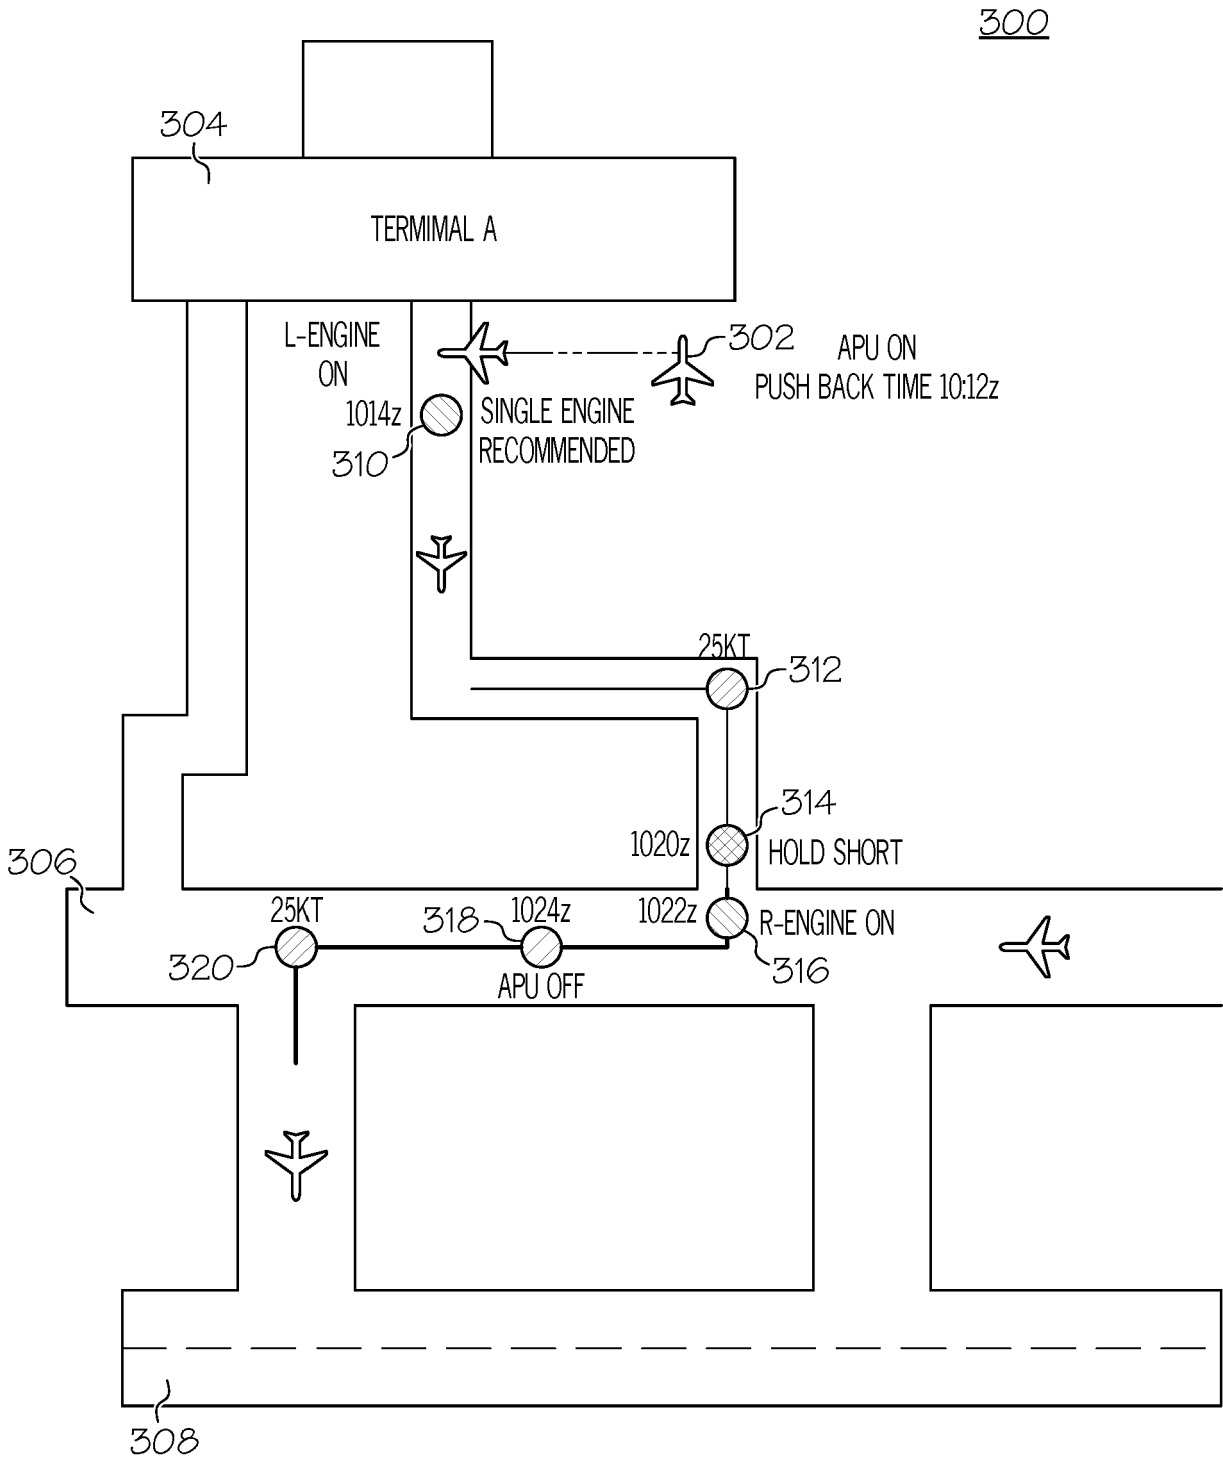 300
304
TERMIMAL A
L-ENGINE
ON
302
APU ON
PUSH BACK TIME 10:12z
1014z
SINGLE ENGINE
RECOMMENDED
310
25KT
312
314
1020z
HOLD SHORT
306
25KT
318
1024z
1022z
R-ENGINE ON
320
APU OFF
316
308